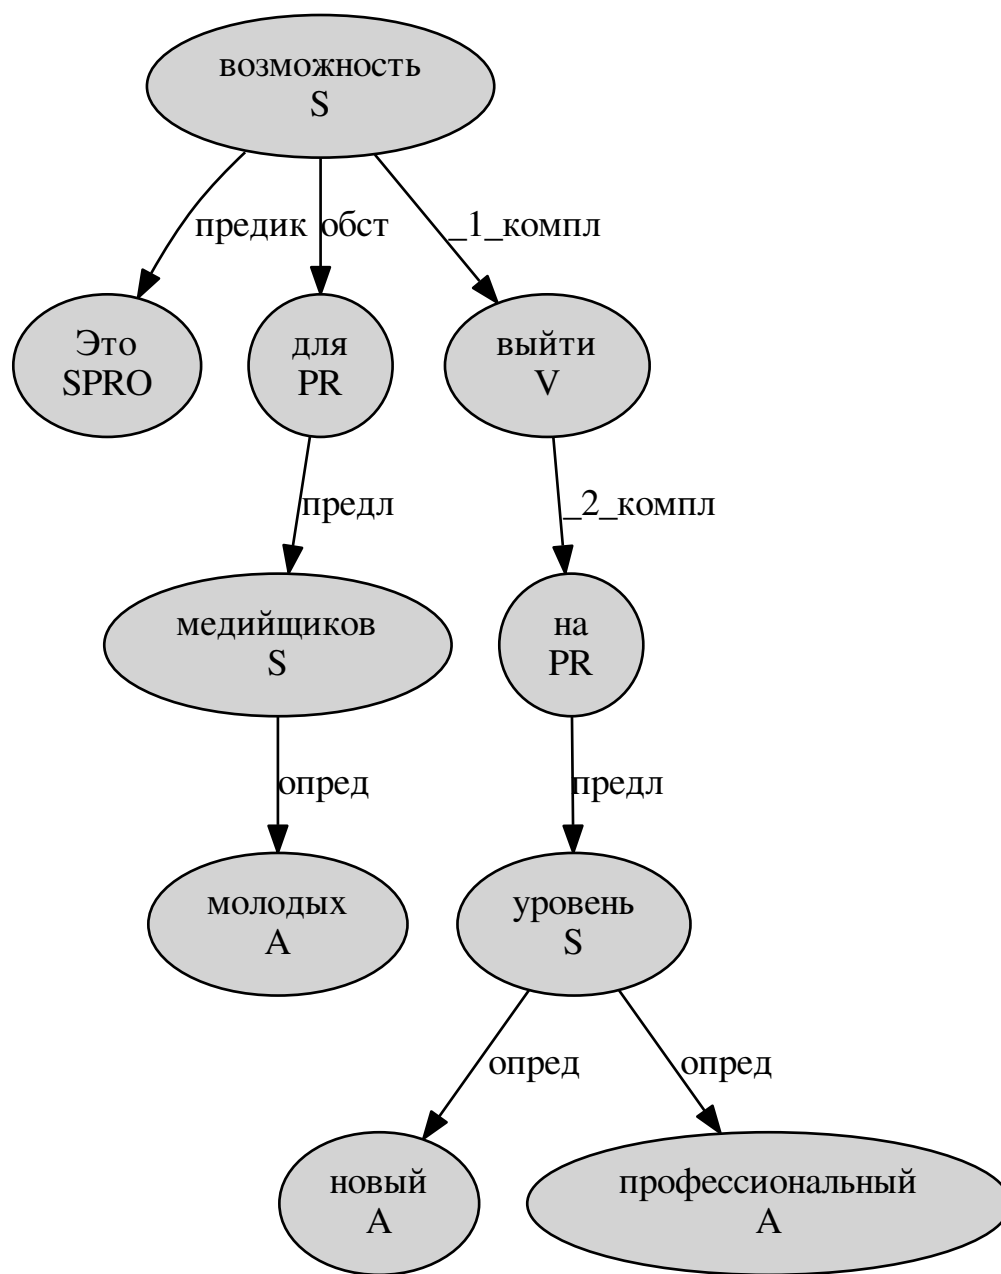 возможность
S
предик
обст
_1_компл
Это
SPRO
для
PR
выйти
V
предл
_2_компл
медийщиков
S
на
PR
опред
предл
молодых
A
уровень
S
опред
опред
новый
A
профессиональный
A